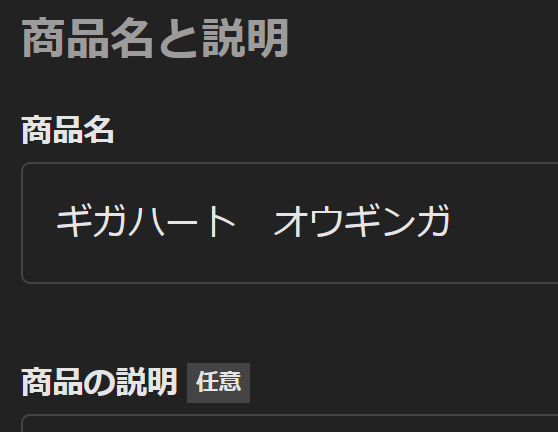 商品名と説明
商品名
ギガハート　オウギンガ
商品の説明 任意